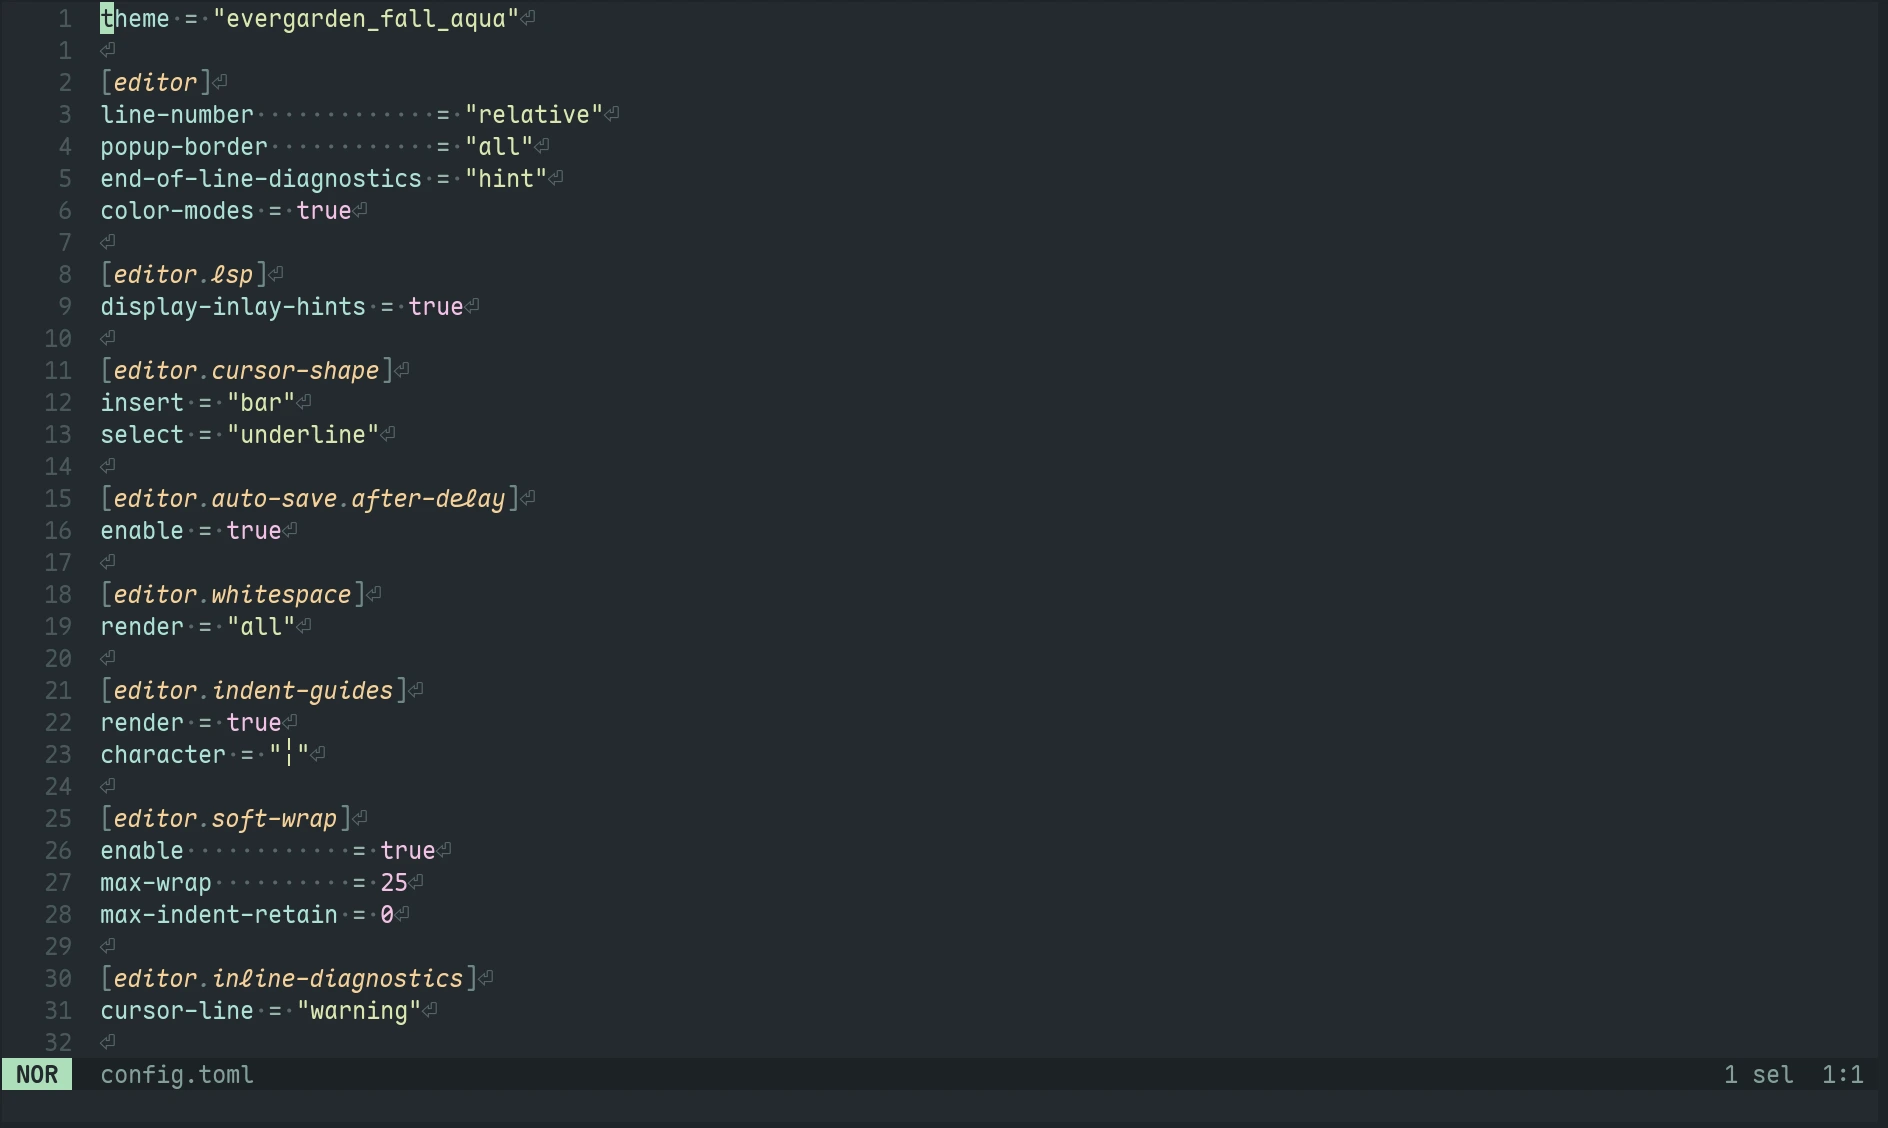 1 theme = "evergarden_fall_aqua"⏎
1 ⏎
2 [editor]⏎
3 line-number·············=·"relative"⏎
4 popup-border············=·"all"⏎
5 end-of-line-diagnostics·=·"hint"⏎
6 color-modes·=·true⏎
7 ⏎
8 [editor.lsp]⏎
9 display-inlay-hints·=·true⏎
10 ⏎
11 [editor.cursor-shape]⏎
12 insert·=·"bar"⏎
13 select·=·"underline"⏎
14 ⏎
15 [editor.auto-save.after-delay]⏎
16 enable·=·true⏎
17 ⏎
18 [editor.whitespace]⏎
19 render·=·"all"⏎
20 ⏎
21 [editor.indent-guides]⏎
22 render·=·true⏎
23 character·=·"╎"⏎
24 ⏎
25 [editor.soft-wrap]⏎
26 enable············=·true⏎
27 max-wrap··········=·25⏎
28 max-indent-retain·=·0⏎
29 ⏎
30 [editor.inline-diagnostics]⏎
31 cursor-line·=·"warning"⏎
32 ⏎
NOR config.toml 1 sel 1:1